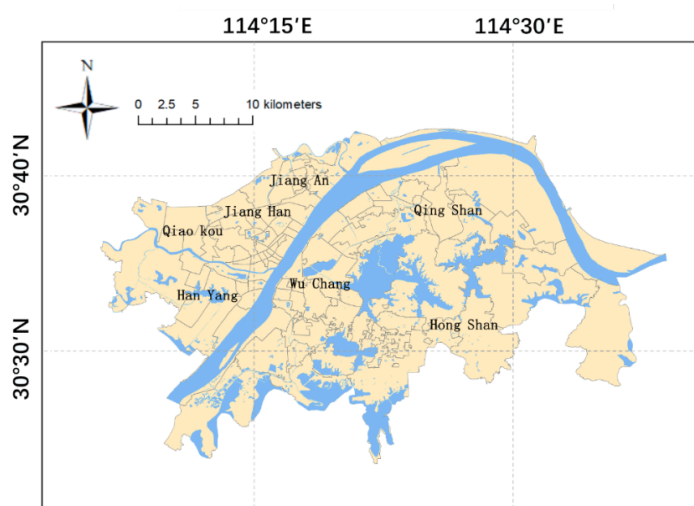 114°15′E 114°30′E
N
0 2.5 5 10 kilometers
30°40′N
Jiang An
Jiang Han
Qing Shan
Qiao kou
Wu Chang
Han Yang
Hong Shan
30°30′N